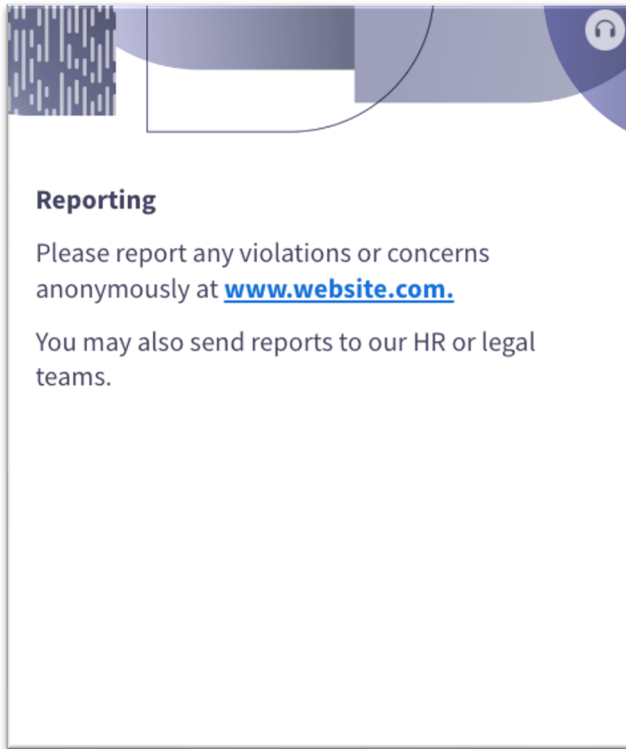 Reporting
Please report any violations or concerns
anonymously at www.website.com.
You may also send reports to our HR or legal
teams.